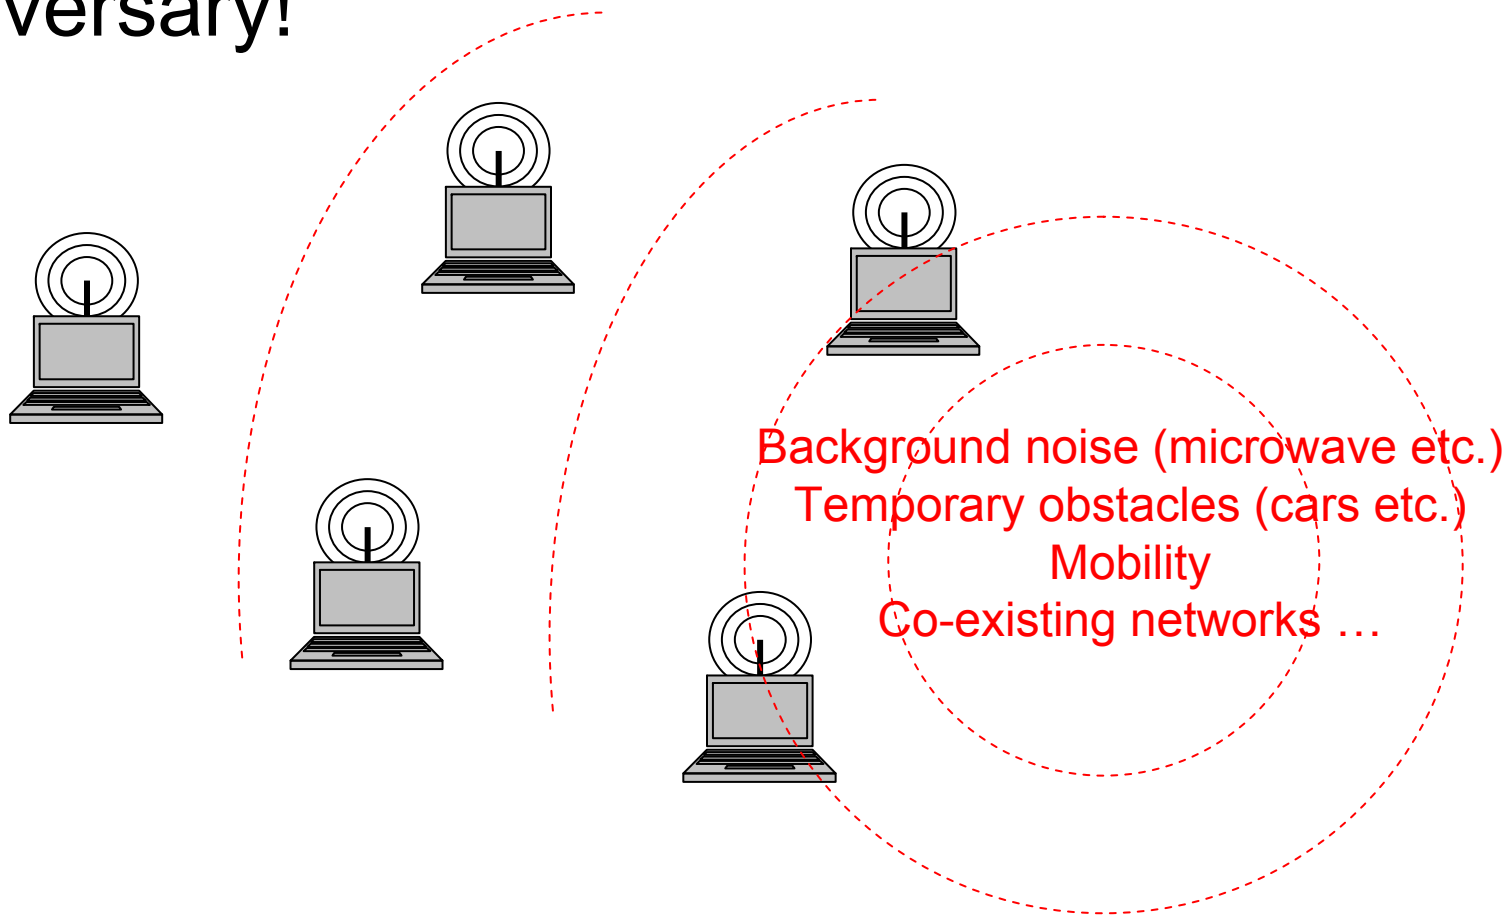 versary!
Background noise (microwave etc.)
Temporary obstacles (cars etc.)
Mobility
Co-existing networks …